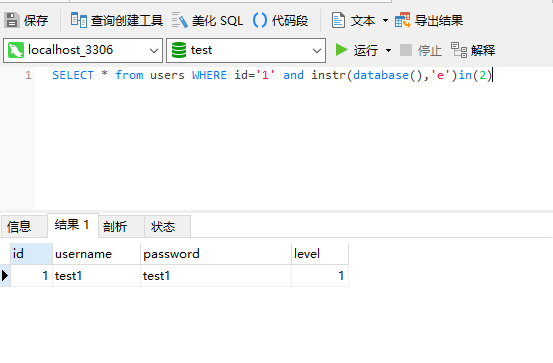 保存 查询创建工具 美化 SQL 代码段 文本 导出结果
localhost_3306 test 运行 停止 解释
1 SELECT * from users WHERE id='1' and instr(database(),'e')in(2)
信息 结果 1 剖析 状态
id username password level
1 test1 test1 1